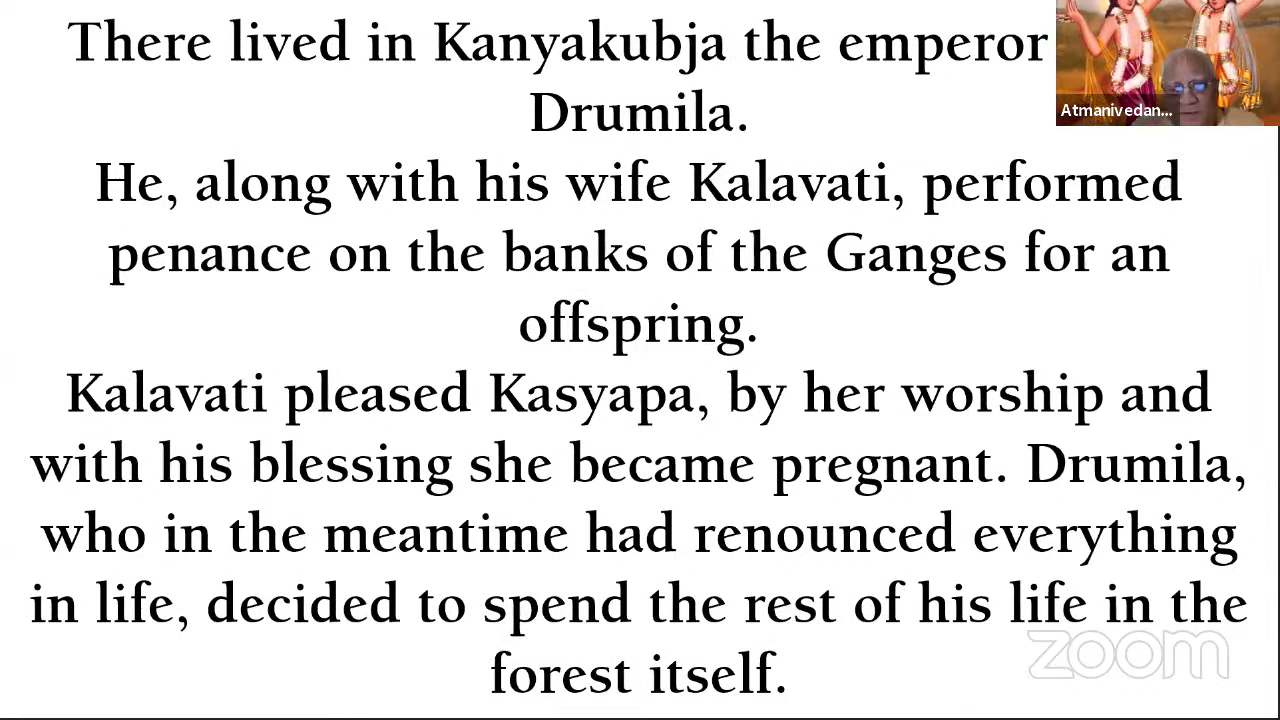 There lived in Kanyakubja the emperor
Drumila.
He, along with his wife Kalavati, performed
penance on the banks of the Ganges for an
offspring.
Kalavati pleased Kasyapa, by her worship and
with his blessing she became pregnant. Drumila,
who in the meantime had renounced everything
in life, decided to spend the rest of his life in the
forest itself.
Atmanivedan...
zoom